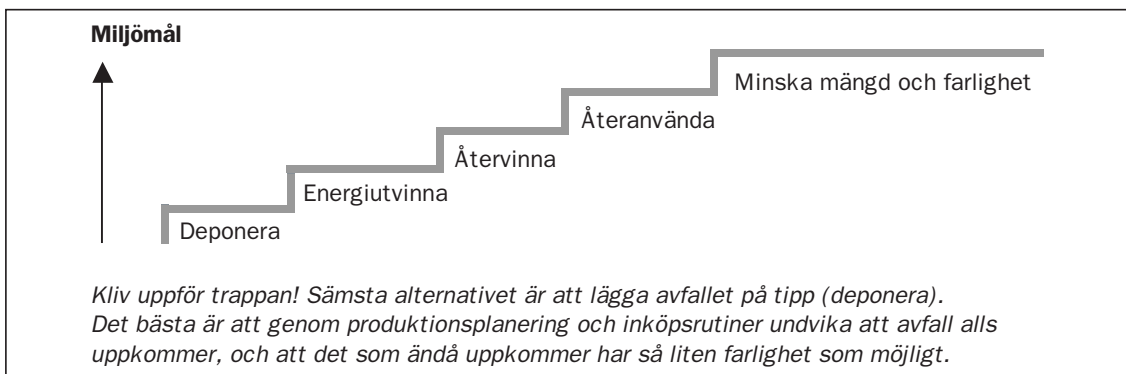 Miljömål
Minska mängd och farlighet
Återanvända
Återvinna
Energiutvinna
Deponera
Kliv uppför trappan! Sämsta alternativet är att lägga avfallet på tipp (deponera).
Det bästa är att genom produktionsplanering och inköpsrutiner undvika att avfall alls
uppkommer, och att det som ändå uppkommer har så liten farlighet som möjligt.